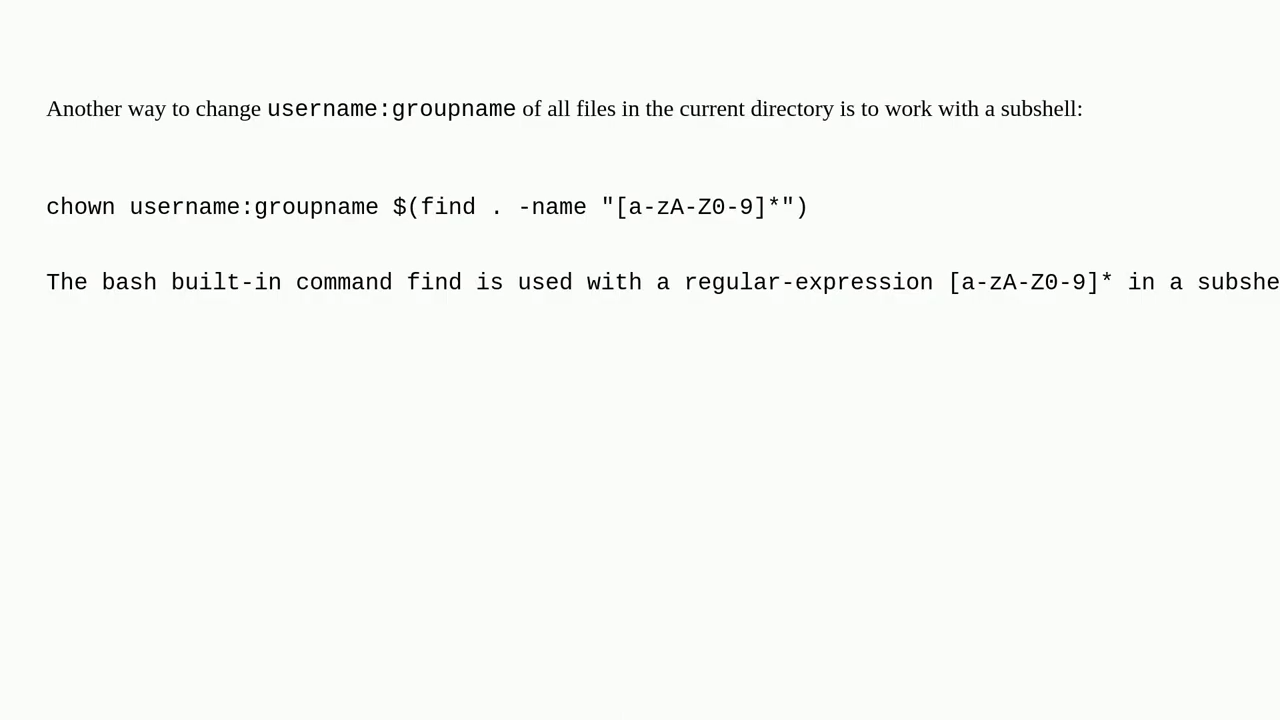 Another way to change username:groupname of all files in the current directory is to work with a subshell:
chown username:groupname $(find . -name "[a-zA-Z0-9]*")
The bash built-in command find is used with a regular-expression [a-zA-Z0-9]* in a subshe